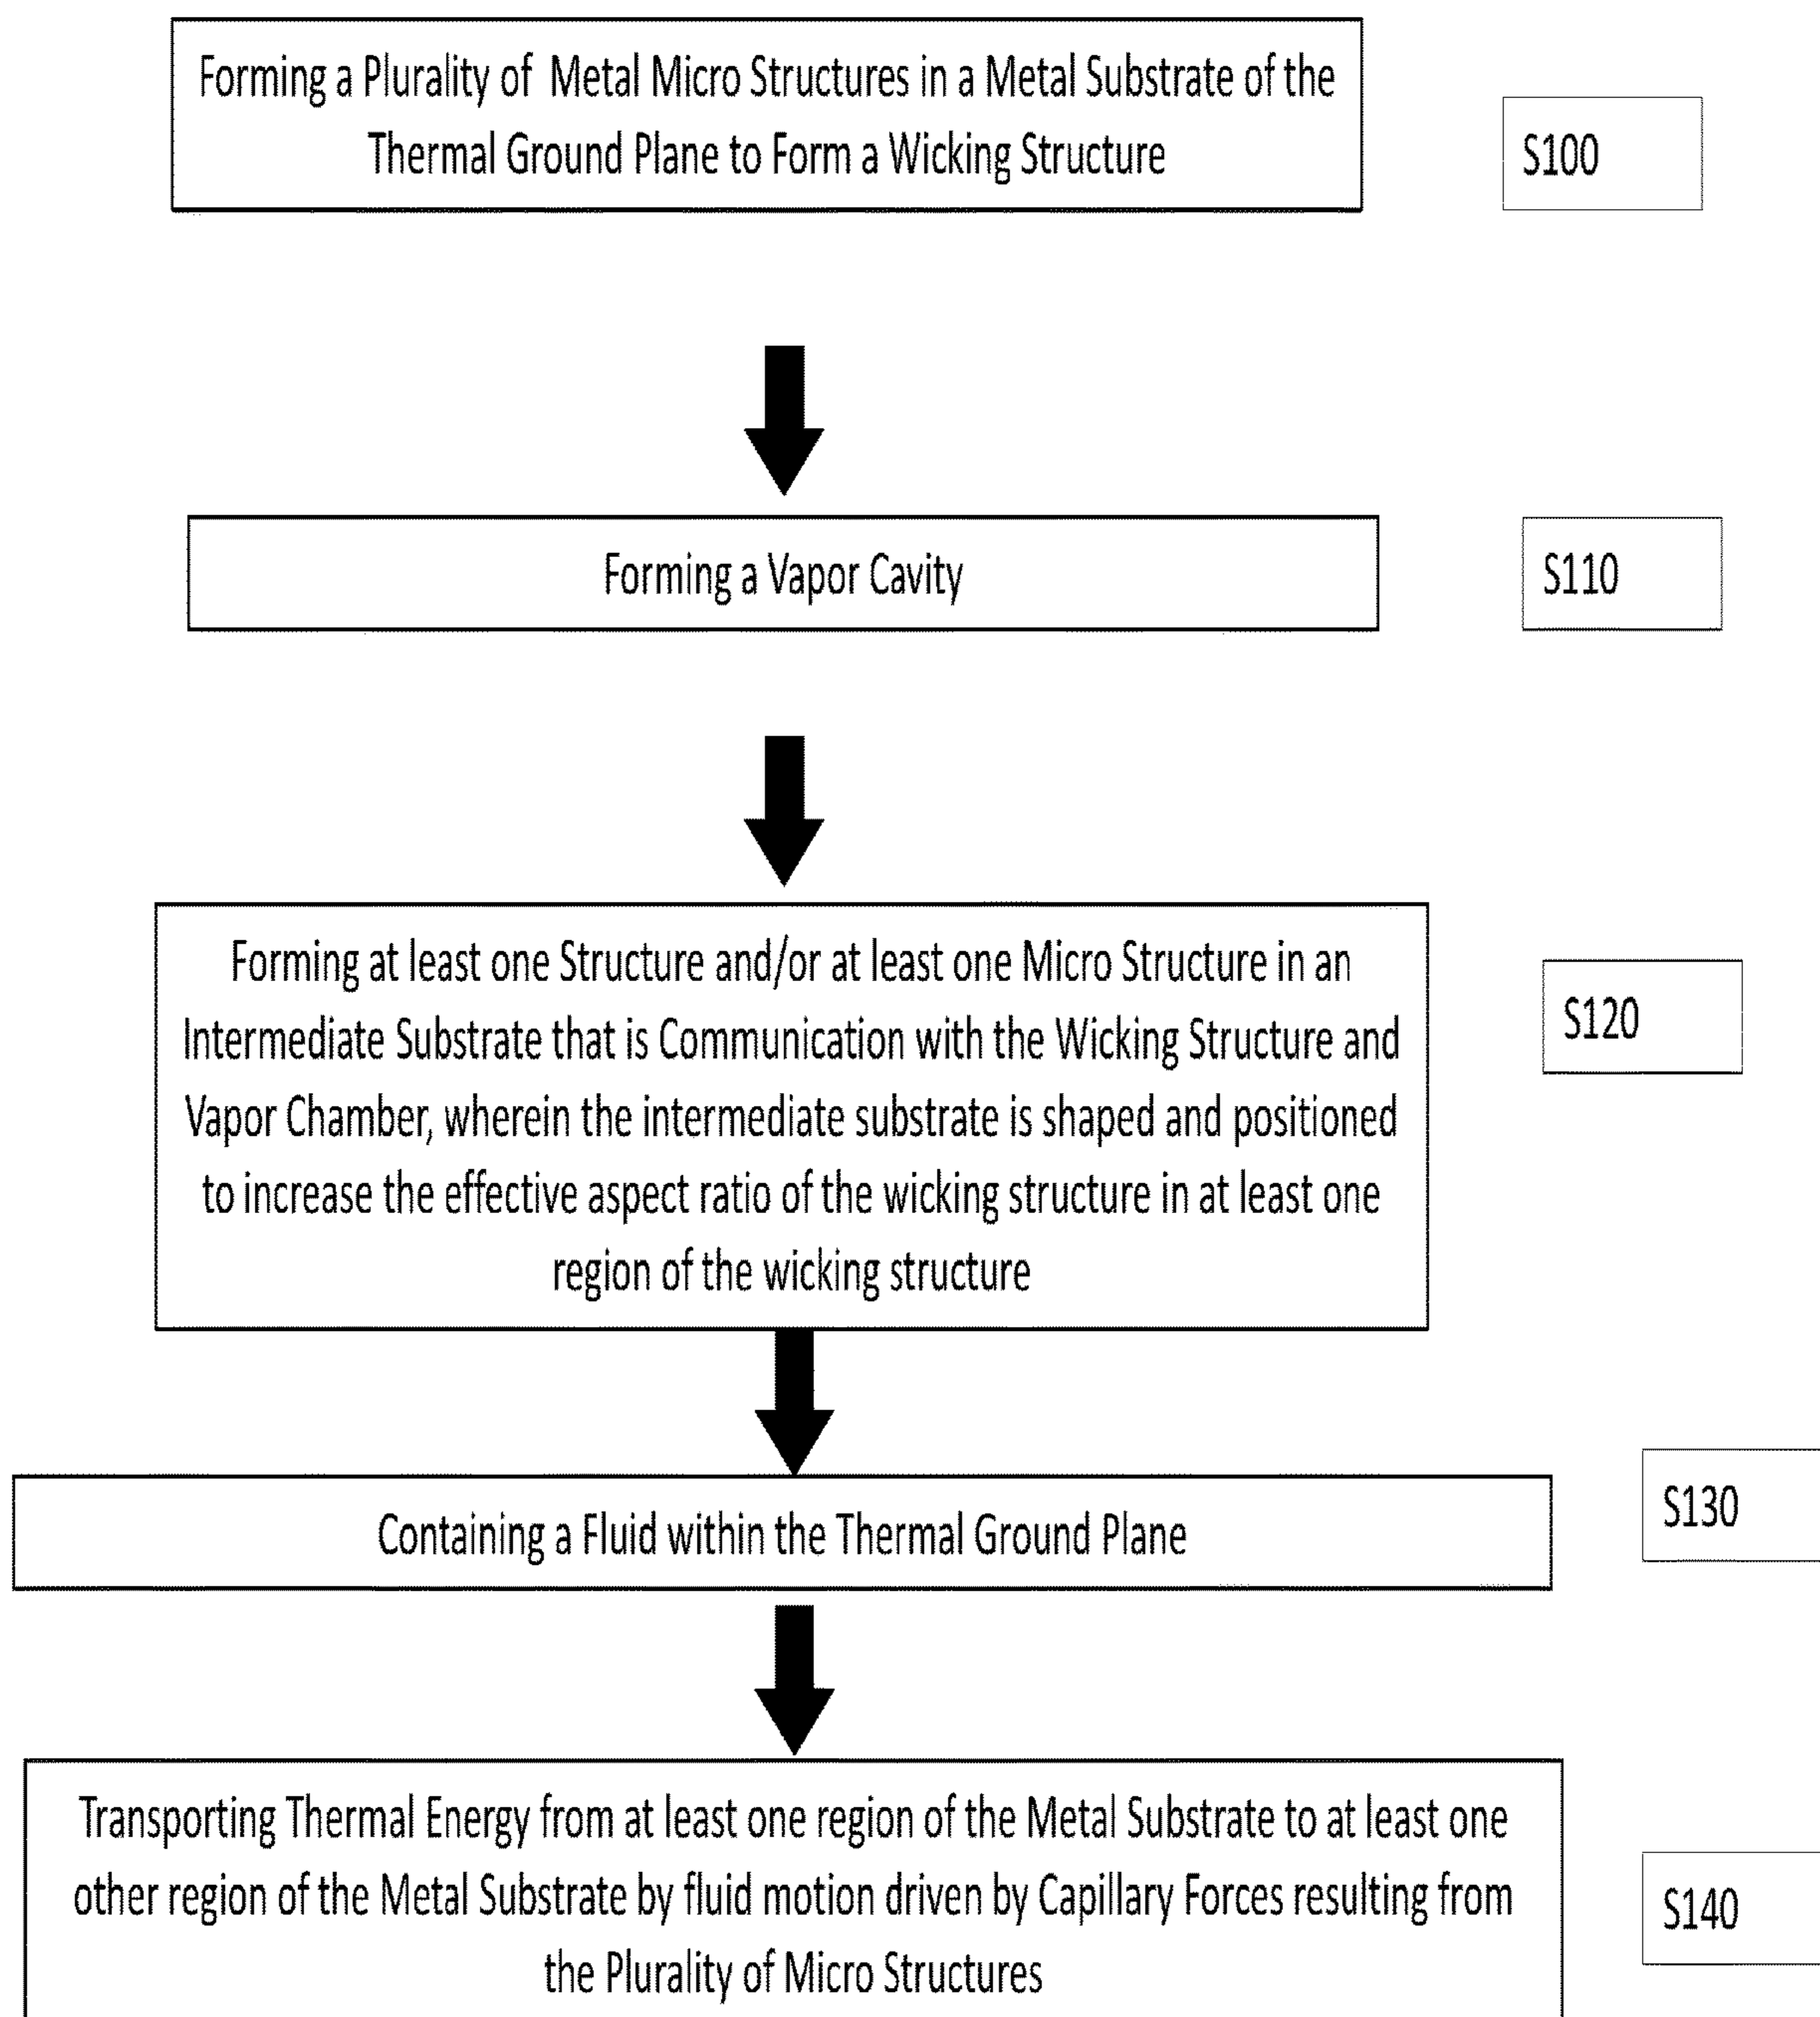 Forming a Plurality of Metal Micro Structures in a Metal Substrate of the
Thermal Ground Plane to Form a Wicking Structure
S100
Forming a Vapor Cavity
S110
Forming at least one Structure and/or at least one Micro Structure in an
Intermediate Substrate that is Communication with the Wicking Structure and
Vapor Chamber, wherein the intermediate substrate is shaped and positioned
to increase the effective aspect ratio of the wicking structure in at least one
region of the wicking structure
S120
Containing a Fluid within the Thermal Ground Plane
S130
Transporting Thermal Energy from at least one region of the Metal Substrate to at least one
other region of the Metal Substrate by fluid motion driven by Capillary Forces resulting from
the Plurality of Micro Structures
S140